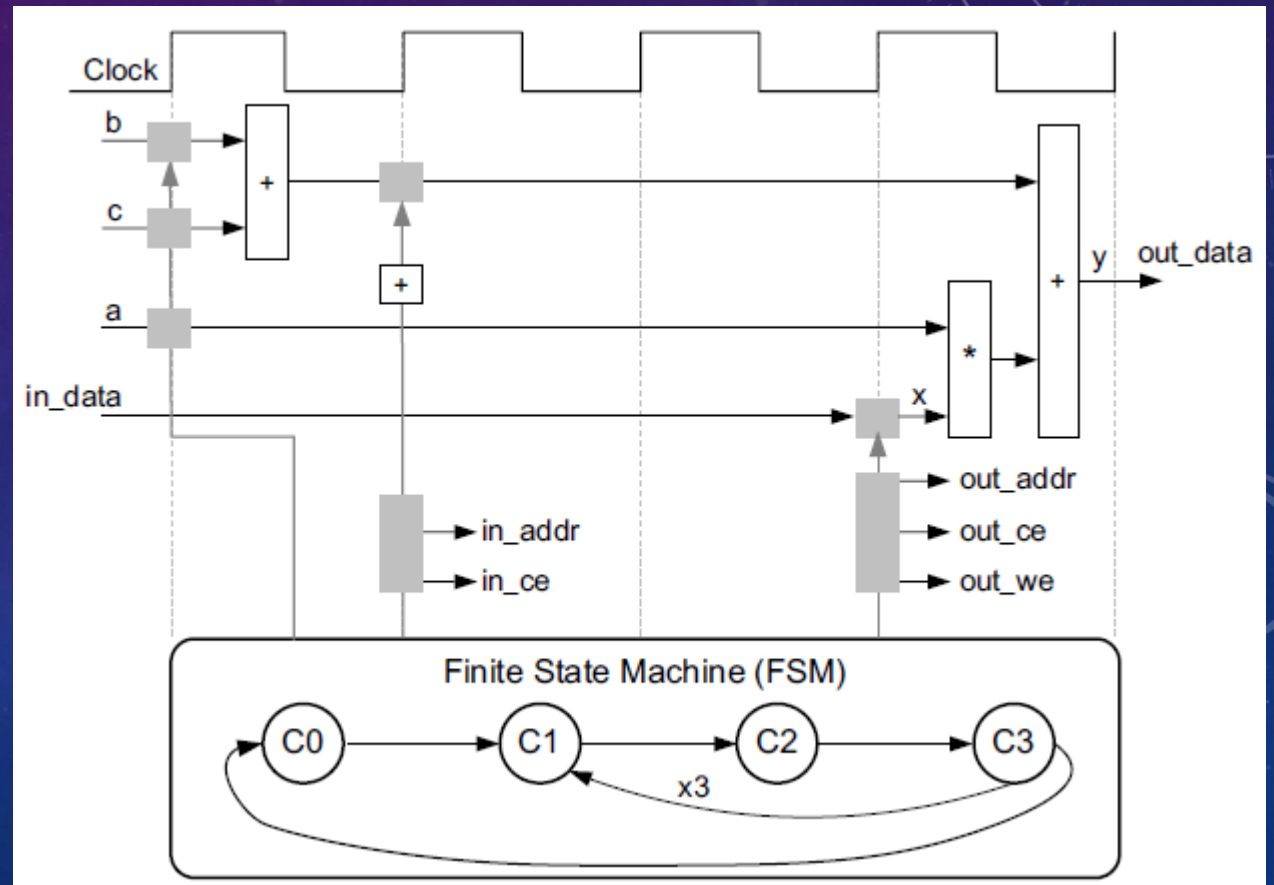 Clock
b
+
c
+
a
in_data
x
*
+
y
out_data
in_addr
in_ce
out_addr
out_ce
out_we
Finite State Machine (FSM)
C0
C1
C2
C3
x3